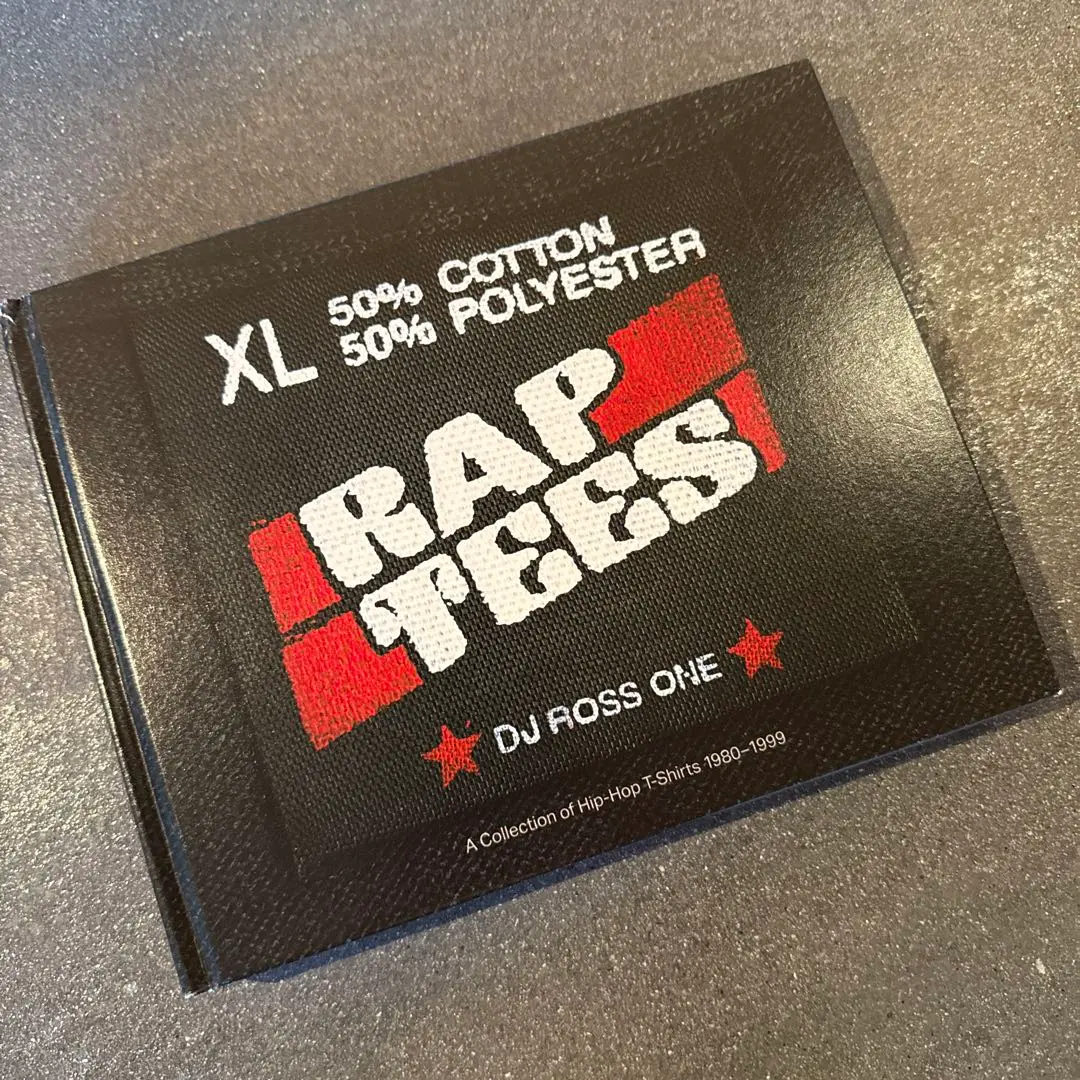 XL
50% COTTON
50% POLYESTER
RAP
TEES
DJ ROSS ONE
A Collection of Hip-Hop T-Shirts 1980–1999